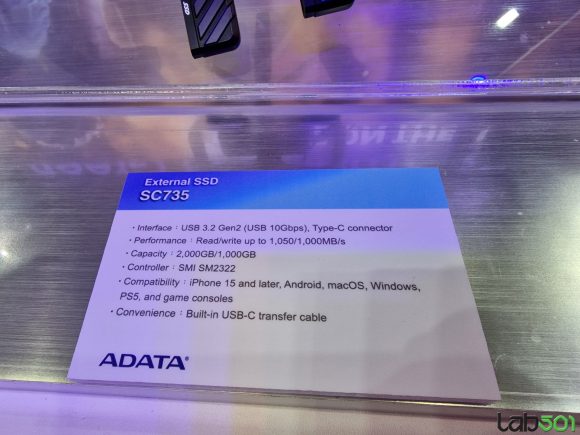 SSD
External SSD
SC735
· Interface : USB 3.2 Gen2 (USB 10Gbps), Type-C connector
· Performance : Read/write up to 1,050/1,000MB/s
· Capacity : 2,000GB/1,000GB
· Controller : SMI SM2322
· Compatibility : iPhone 15 and later, Android, macOS, Windows,
PS5, and game consoles
· Convenience : Built-in USB-C transfer cable
ADATA®
lab501